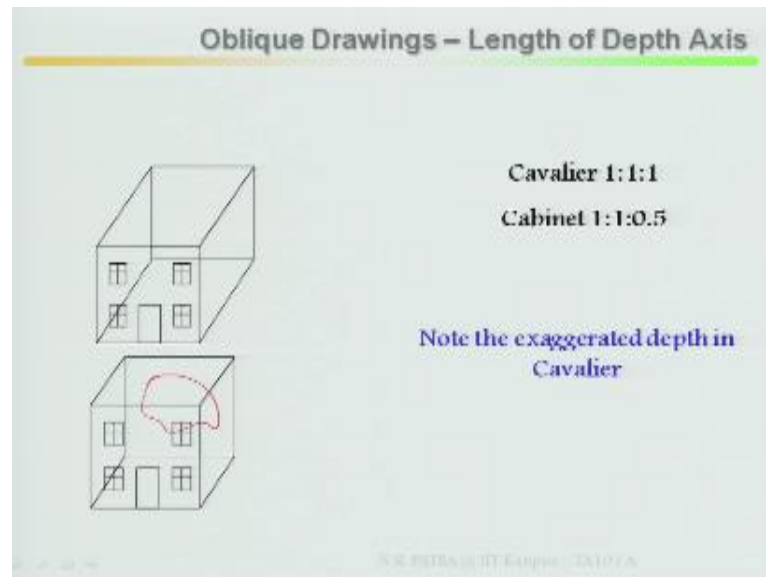 Oblique Drawings – Length of Depth Axis
Cavalier 1:1:1
Cabinet 1:1:0.5
Note the exaggerated depth in
Cavalier